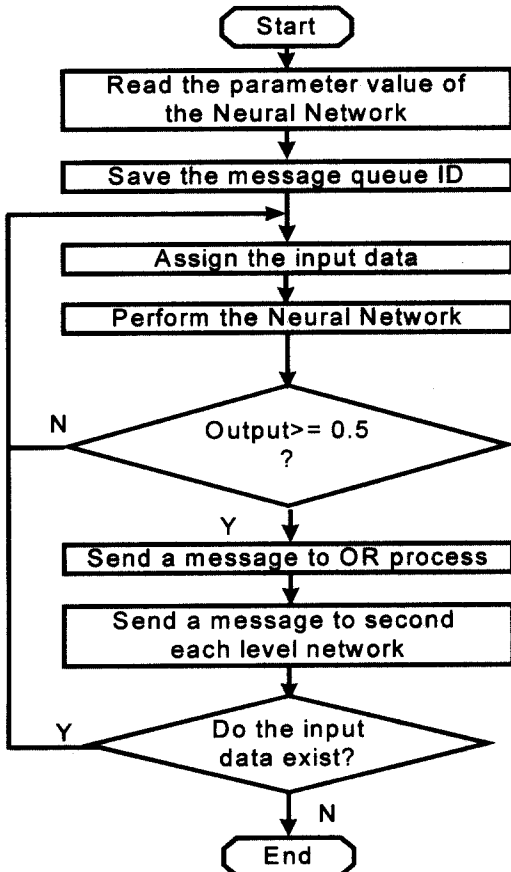 Start
Read the parameter value of
the Neural Network
Save the message queue ID
Assign the input data
Perform the Neural Network
N
Output>= 0.5
?
Y
Send a message to OR process
Send a message to second
each level network
Y
Do the input
data exist?
N
End